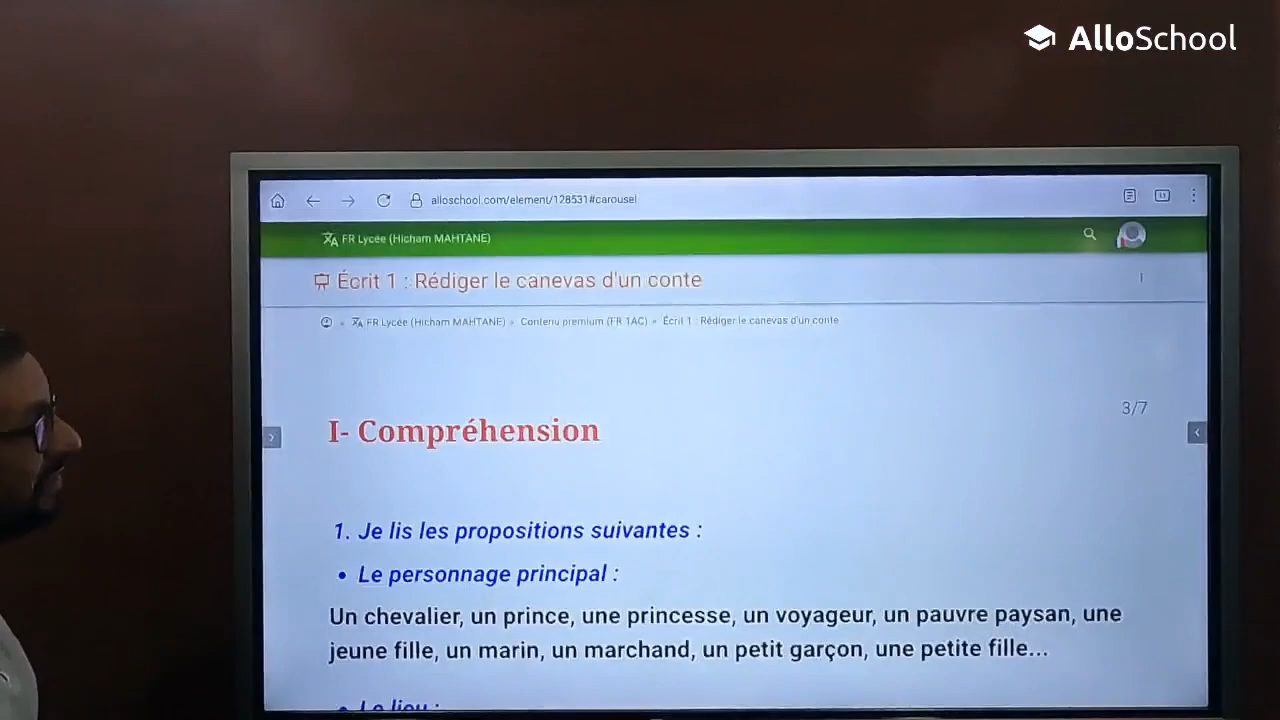 AlloSchool
alloschool.com/element/128531#carousel
FR Lycée (Hicham MAHTANE)
Écrit 1 : Rédiger le canevas d'un conte
» FR Lycée (Hicham MAHTANE) » Contenu premium (FR 1AC) » Écrit 1 : Rédiger le canevas d'un conte
3/7
I- Compréhension
1. Je lis les propositions suivantes :
• Le personnage principal :
Un chevalier, un prince, une princesse, un voyageur, un pauvre paysan, une
jeune fille, un marin, un marchand, un petit garçon, une petite fille...
• Le lieu :